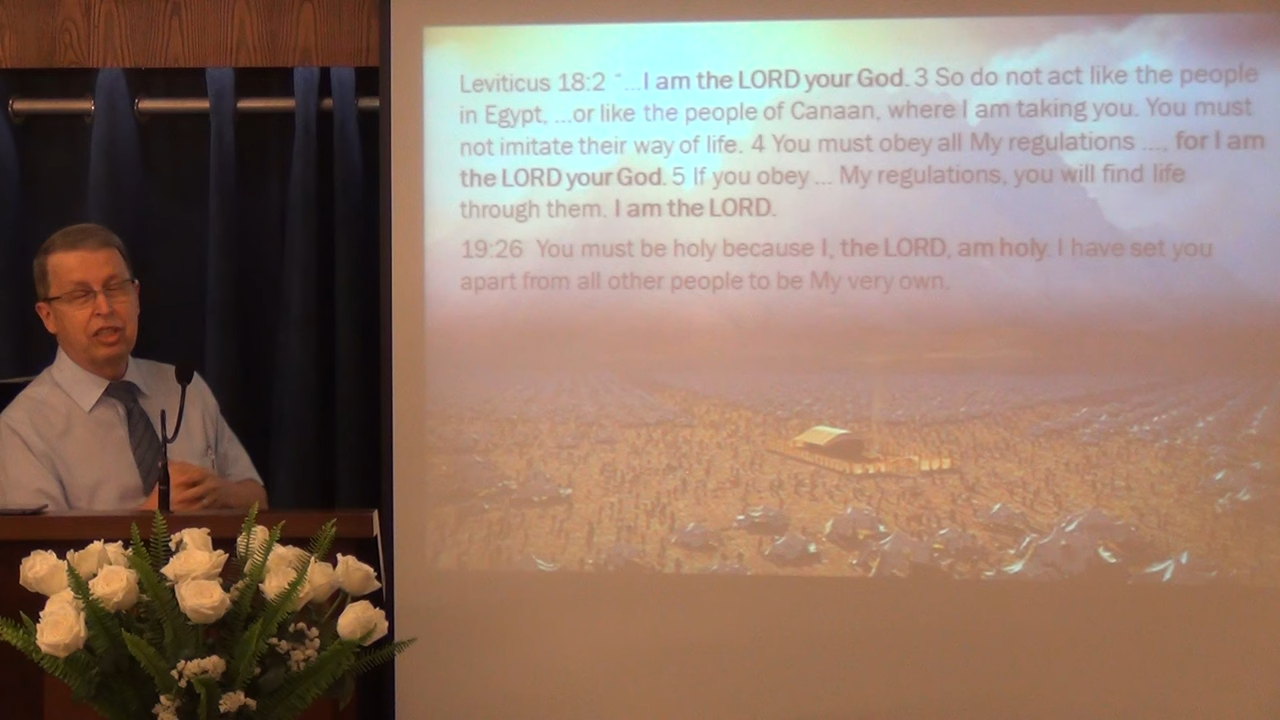 Leviticus 18:2 "...I am the LORD your God. 3 So do not act like the people
in Egypt, ...or like the people of Canaan, where I am taking you. You must
not imitate their way of life. 4 You must obey all My regulations ...., for I am
the LORD your God. 5 If you obey ... My regulations, you will find life
through them. I am the LORD.
19:26 You must be holy because I, the LORD, am holy. I have set you
apart from all other people to be My very own.